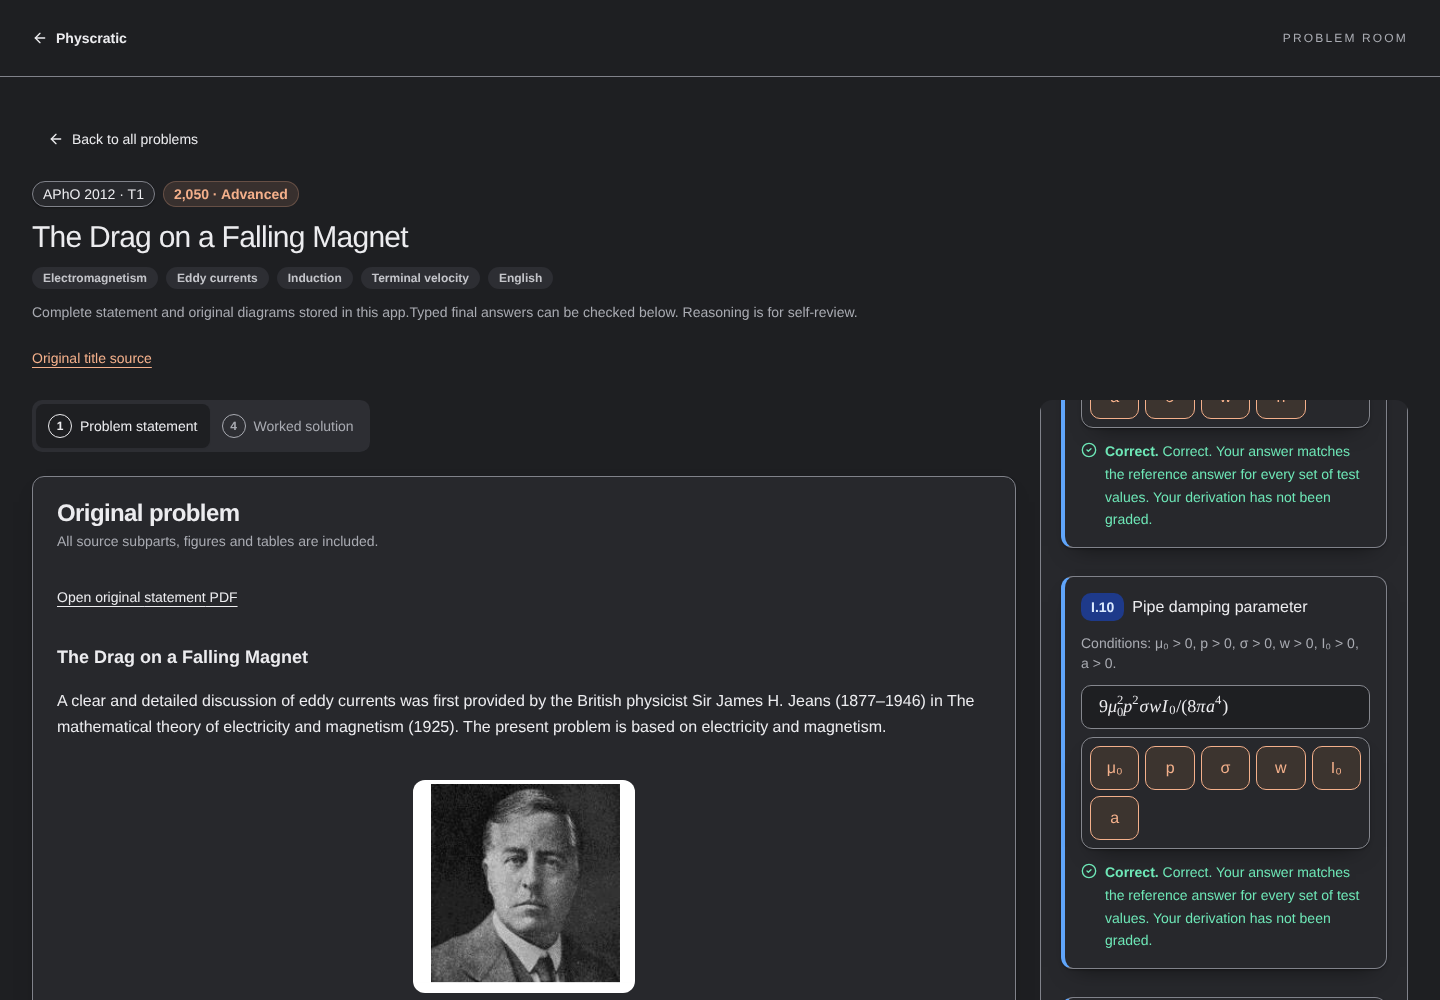 Physcratic
PROBLEM ROOM
Back to all problems
APhO 2012 · T1
2,050 · Advanced
The Drag on a Falling Magnet
Electromagnetism
Eddy currents
Induction
Terminal velocity
English
Complete statement and original diagrams stored in this app.Typed final answers can be checked below. Reasoning is for self-review.
Original title source
1 Problem statement
4 Worked solution
Original problem
All source subparts, figures and tables are included.
Open original statement PDF
The Drag on a Falling Magnet
A clear and detailed discussion of eddy currents was first provided by the British physicist Sir James H. Jeans (1877–1946) in The
mathematical theory of electricity and magnetism (1925). The present problem is based on electricity and magnetism.
Correct. Correct. Your answer matches
the reference answer for every set of test
values. Your derivation has not been
graded.
I.10 Pipe damping parameter
Conditions: μ₀ > 0, p > 0, σ > 0, w > 0, I₀ > 0,
a > 0.
9μ₀²p²σwI₀/(8πa⁴)
μ₀ p σ w I₀
a
Correct. Correct. Your answer matches
the reference answer for every set of test
values. Your derivation has not been
graded.